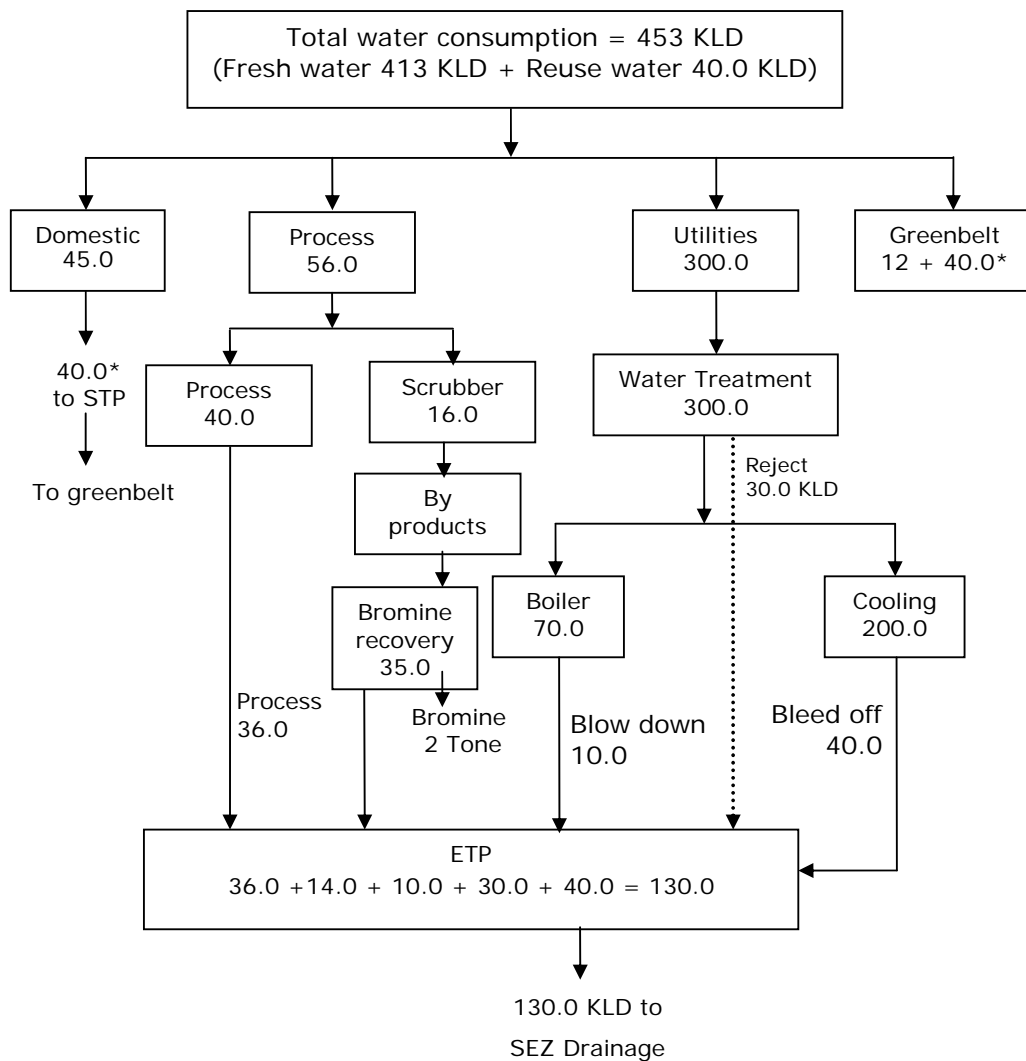 Total water consumption = 453 KLD
(Fresh water 413 KLD + Reuse water 40.0 KLD)
Domestic
45.0
Process
56.0
Utilities
300.0
Greenbelt
12 + 40.0*
40.0*
to STP
To greenbelt
Process
40.0
Scrubber
16.0
Water Treatment
300.0
Reject
30.0 KLD
By
products
Bromine
recovery
35.0
Boiler
70.0
Cooling
200.0
Process
36.0
Bromine
2 Tone
Blow down
10.0
Bleed off
40.0
ETP
36.0 +14.0 + 10.0 + 30.0 + 40.0 = 130.0
130.0 KLD to
SEZ Drainage